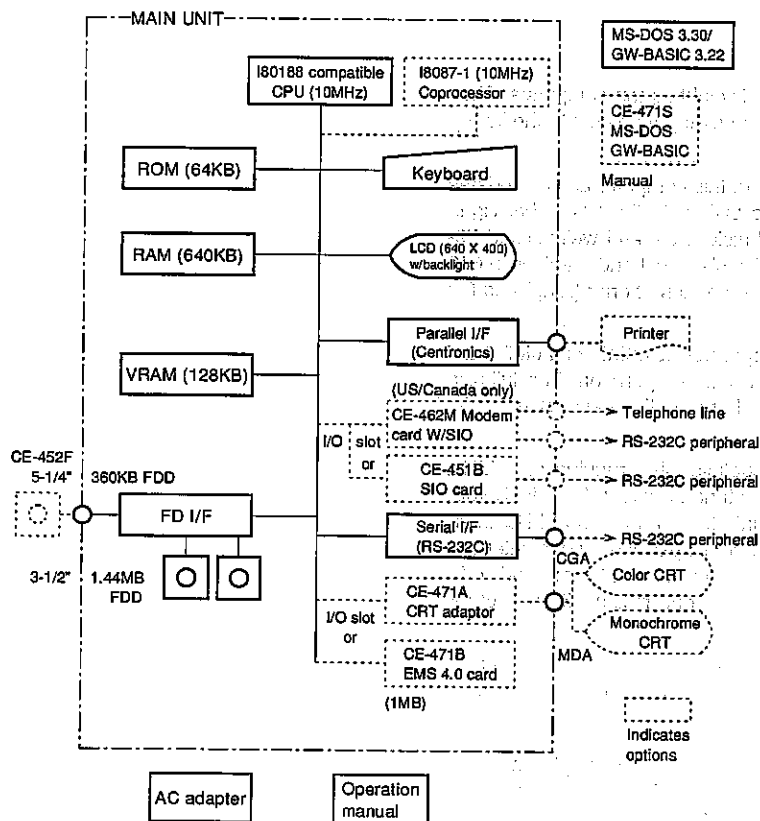 MAIN UNIT
MS-DOS 3.30/
GW-BASIC 3.22
I80188 compatible
CPU (10MHz)
I8087-1 (10MHz)
Coprocessor
CE-471S
MS-DOS
GW-BASIC
Manual
ROM (64KB)
Keyboard
RAM (640KB)
LCD (640 X 400)
w/backlight
Parallel I/F
(Centronics)
Printer
VRAM (128KB)
(US/Canada only)
CE-462M Modem
card W/SIO
Telephone line
RS-232C peripheral
I/O slot
or
CE-451B
SIO card
RS-232C peripheral
CE-452F
5-1/4"
360KB FDD
FD I/F
Serial I/F
(RS-232C)
RS-232C peripheral
3-1/2"
1.44MB
FDD
CGA
Color CRT
CE-471A
CRT adaptor
I/O slot
or
Monochrome
CRT
MDA
CE-471B
EMS 4.0 card
(1MB)
Indicates
options
AC adapter
Operation
manual